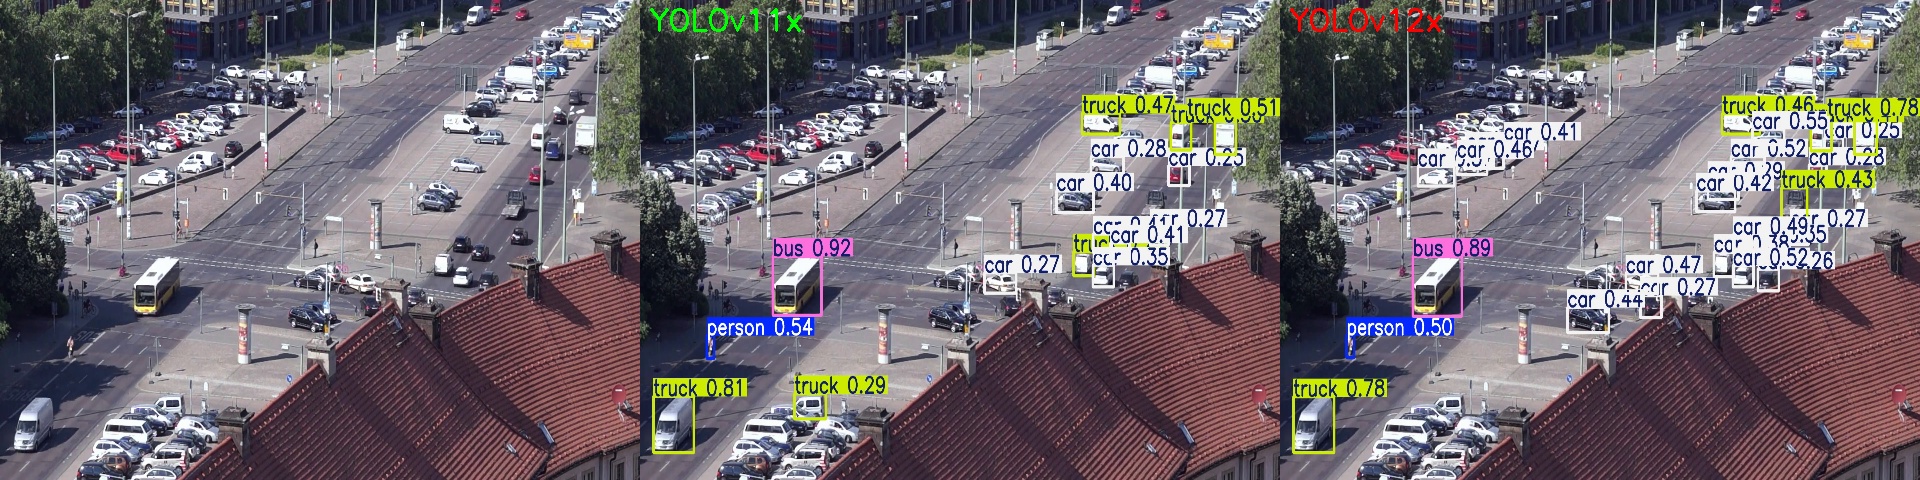 YOLOv11x
YOLOv12x
truck 0.47
truck 0.51
car 0.28
car 0.25
car 0.40
car 0.27
car 0.41
bus 0.92
car 0.35
car 0.27
person 0.54
truck 0.81
truck 0.29
truck 0.46
truck 0.78
car 0.55
car 0.25
car 0.41
car 0.46
car
car 0.52
car 0.28
car 0.42
truck 0.43
car 0.49
0.27
bus 0.89
car 0.47
car 0.52
0.27
car 0.44
person 0.50
truck 0.78